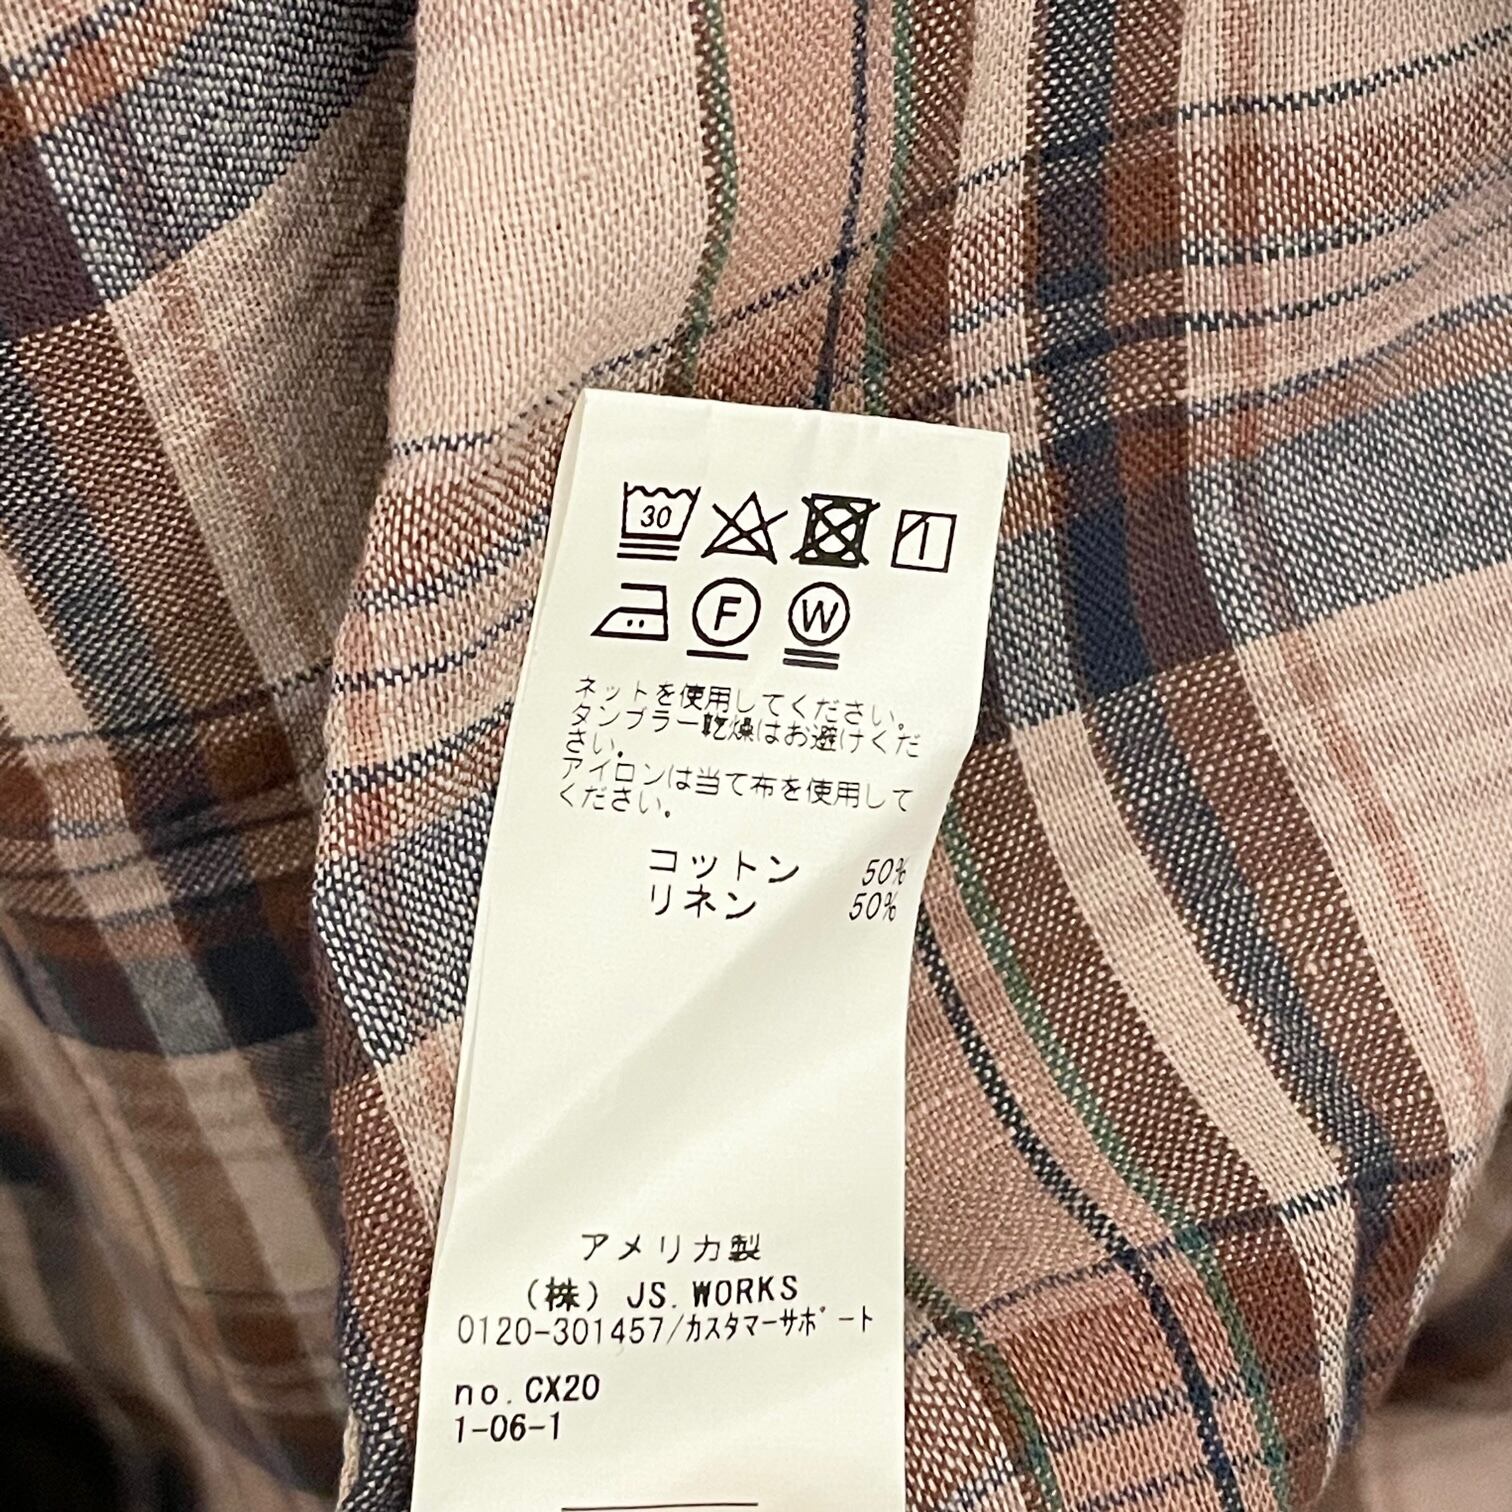 30
1
F
W
ネットを使用してください。
タンブラー乾燥はお避けくだ
さい。
アイロンは当て布を使用して
ください。
コットン 50%
リネン 50%
アメリカ製
(株) JS.WORKS
0120-301457/カスタマーサポート
no.CX20
1-06-1